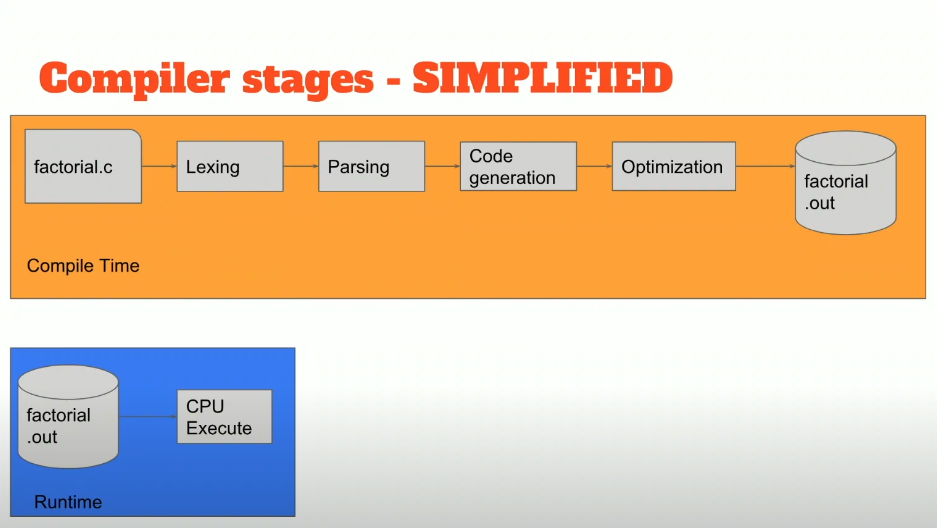 Compiler stages - SIMPLIFIED
factorial.c
Lexing
Parsing
Code
generation
Optimization
factorial
.out
Compile Time
factorial
.out
CPU
Execute
Runtime